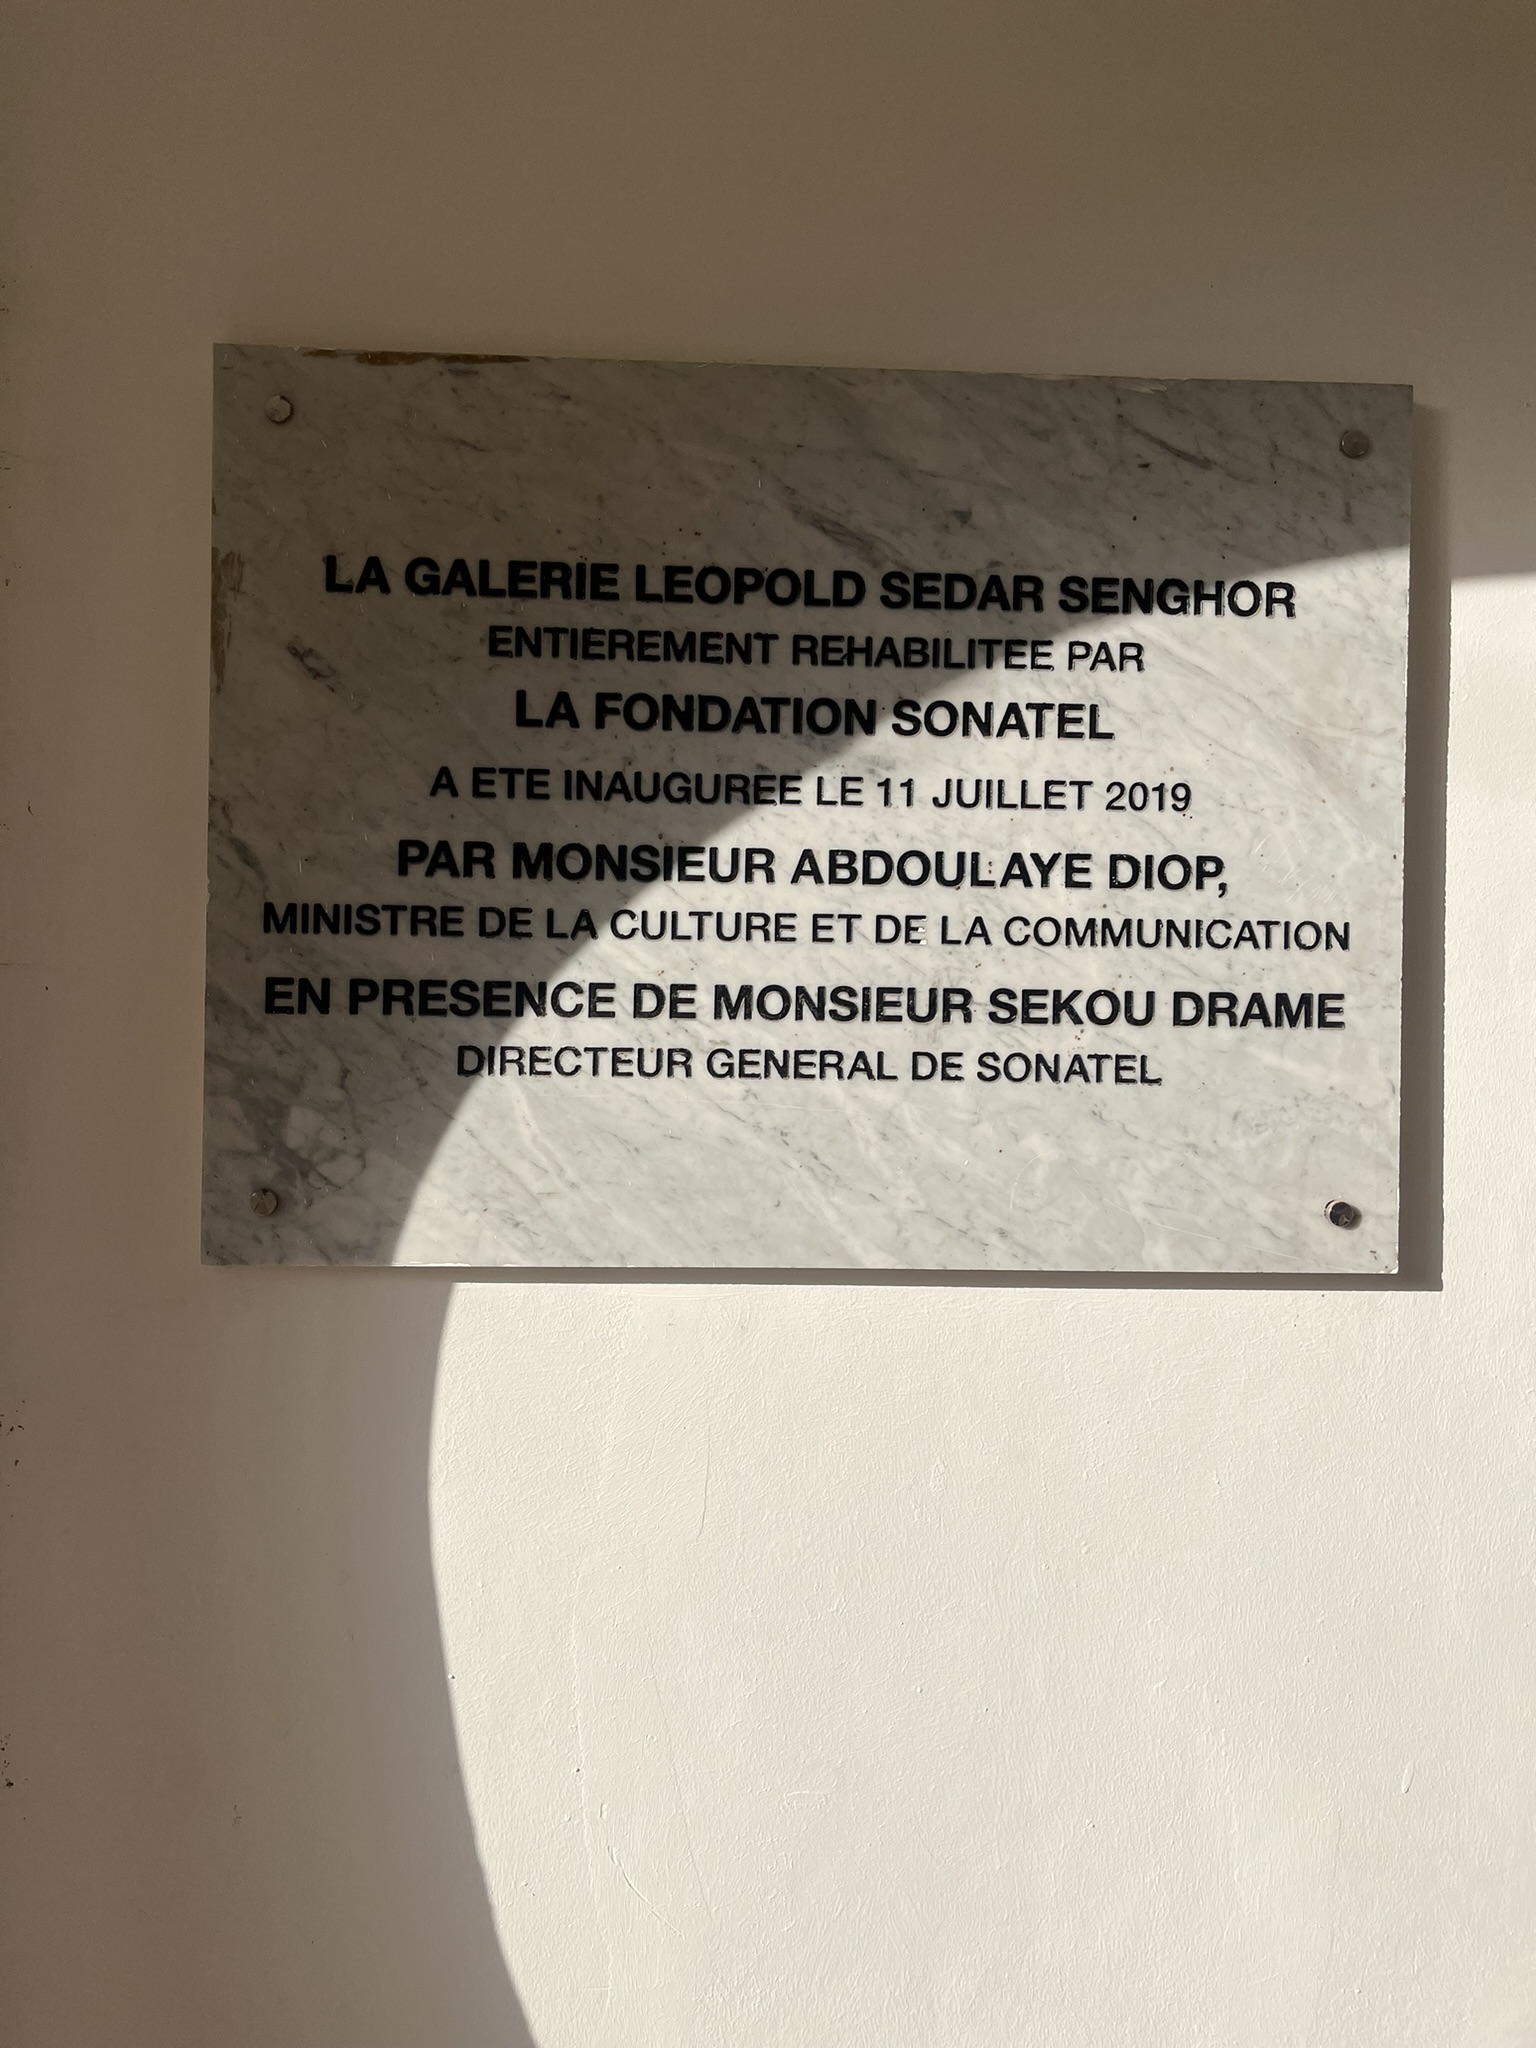 LA GALERIE LEOPOLD SEDAR SENGHOR
ENTIEREMENT REHABILITEE PAR
LA FONDATION SONATEL
A ETE INAUGUREE LE 11 JUILLET 2019
PAR MONSIEUR ABDOULAYE DIOP,
MINISTRE DE LA CULTURE ET DE LA COMMUNICATION
EN PRESENCE DE MONSIEUR SEKOU DRAME
DIRECTEUR GENERAL DE SONATEL